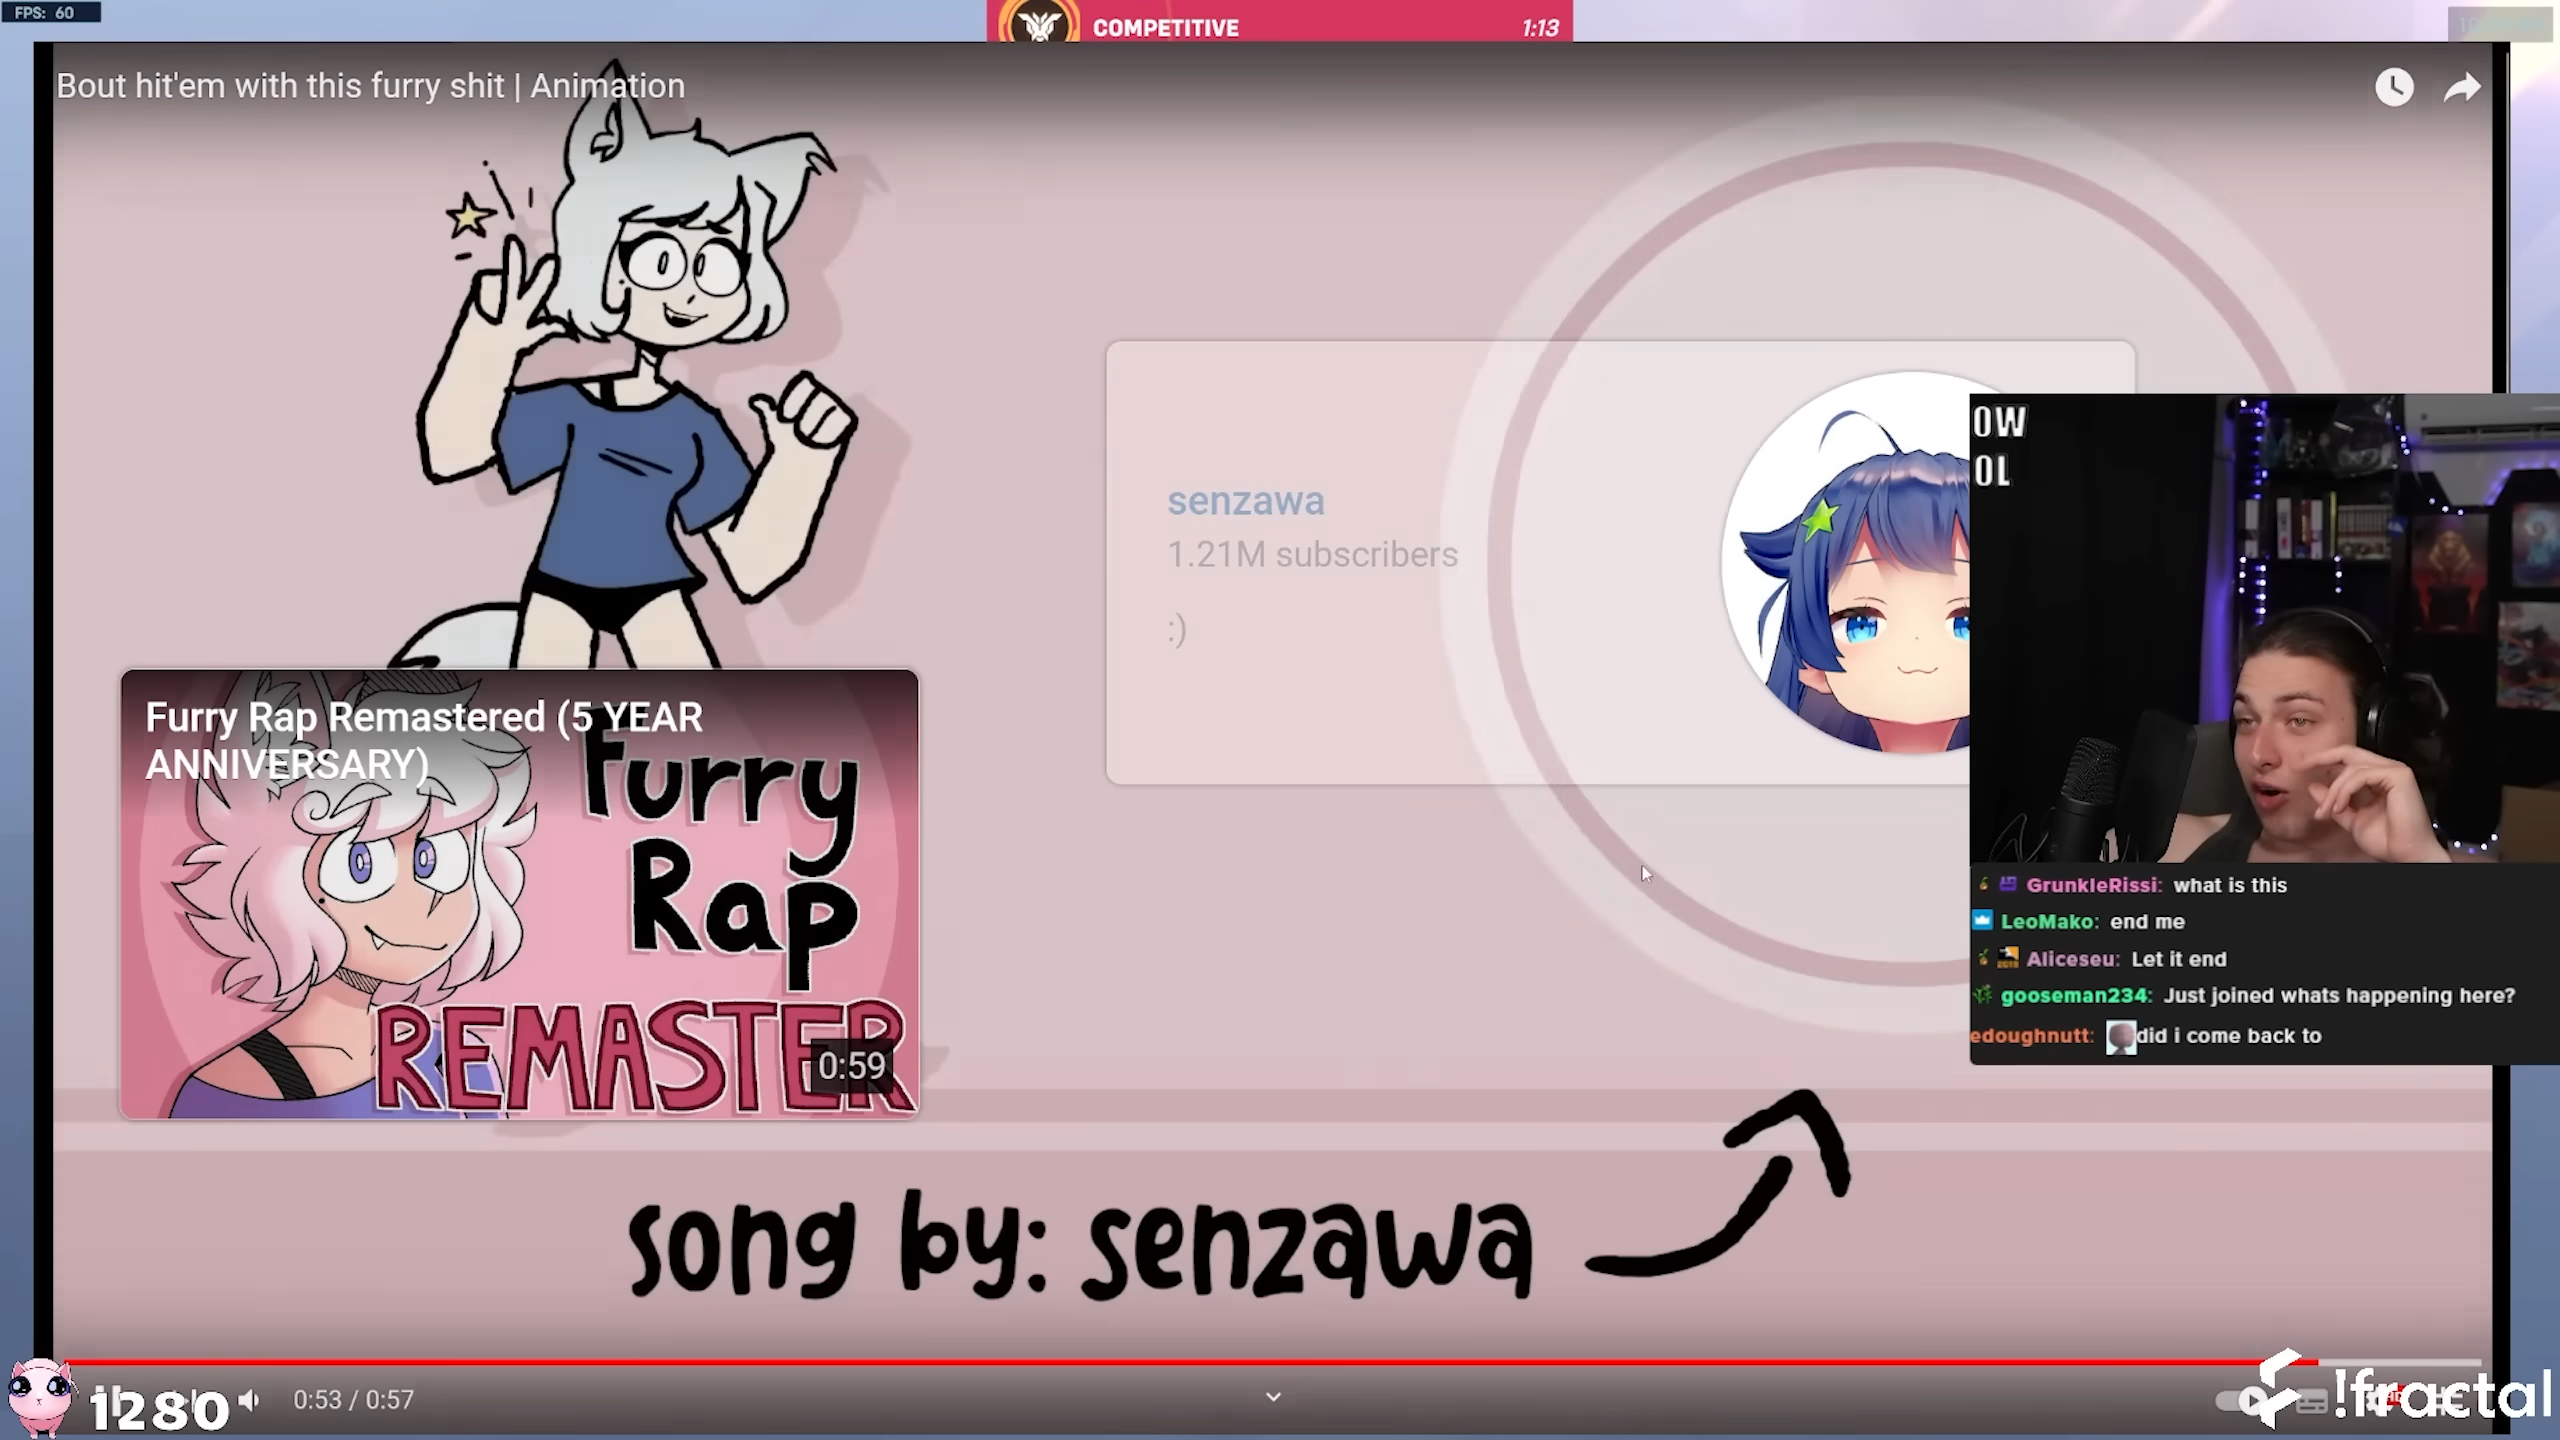 FPS: 60
COMPETITIVE 1:13
Bout hit'em with this furry shit | Animation
senzawa
1.21M subscribers
:)
0W
0L
Furry Rap Remastered (5 YEAR
ANNIVERSARY)
Furry
Rap
REMASTER
0:59
GrunkleRissi: what is this
LeoMako: end me
Aliceseu: Let it end
gooseman234: Just joined whats happening here?
edoughnutt: did i come back to
song by: senzawa
1280
0:53 / 0:57
!fractal